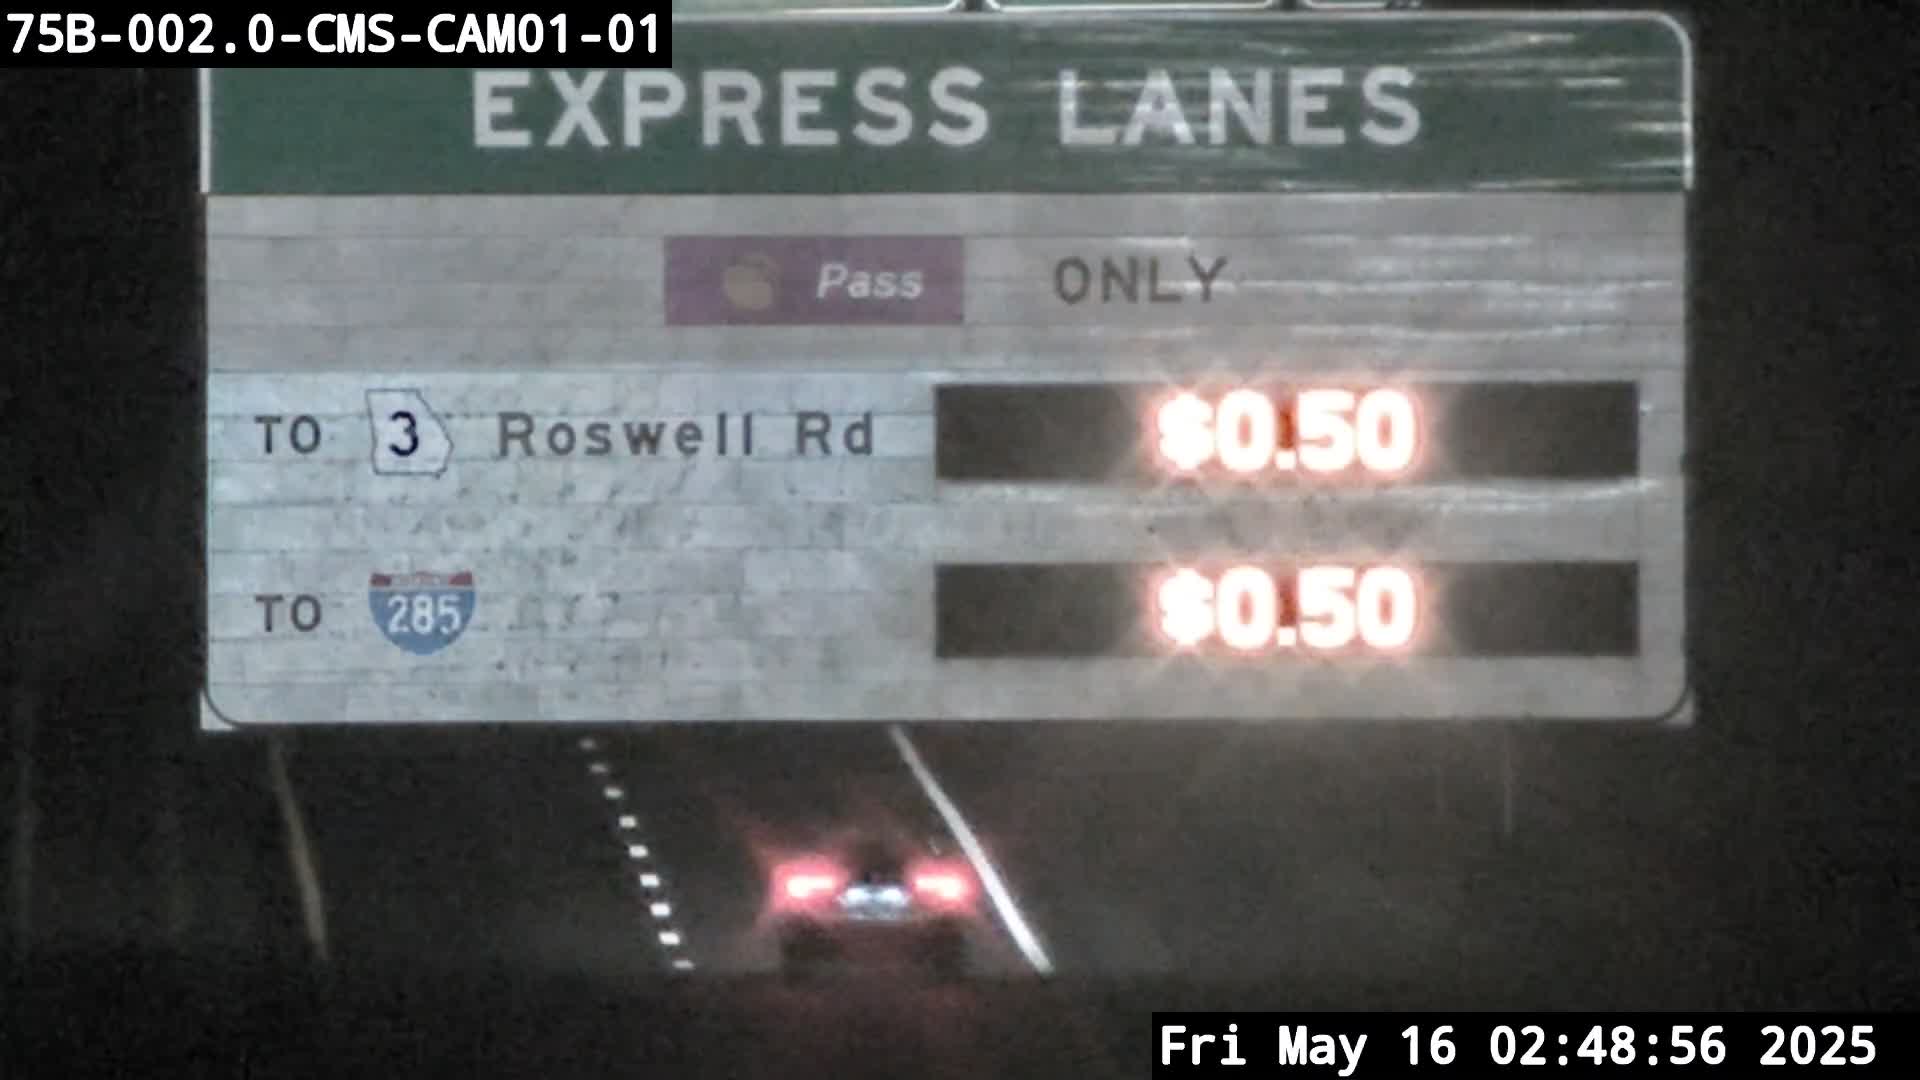 75B-002.0-CMS-CAM01-01
EXPRESS LANES
Pass ONLY
TO 3 Roswell Rd $0.50
TO 285 $0.50
Fri May 16 02:48:56 2025